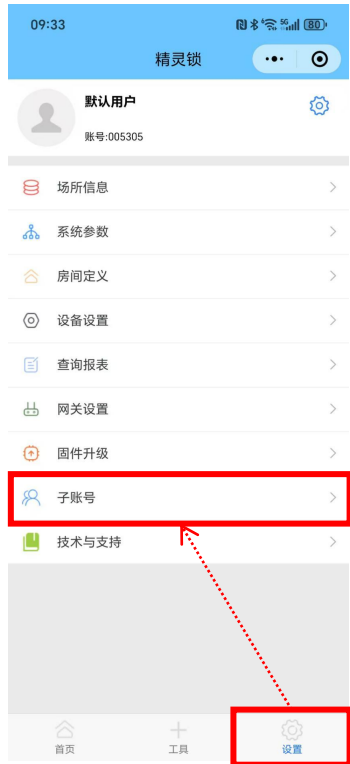 09:33
5G
80
精灵锁
默认用户
账号:005305
场所信息
系统参数
房间定义
设备设置
查询报表
网关设置
固件升级
子账号
技术与支持
首页
工具
设置